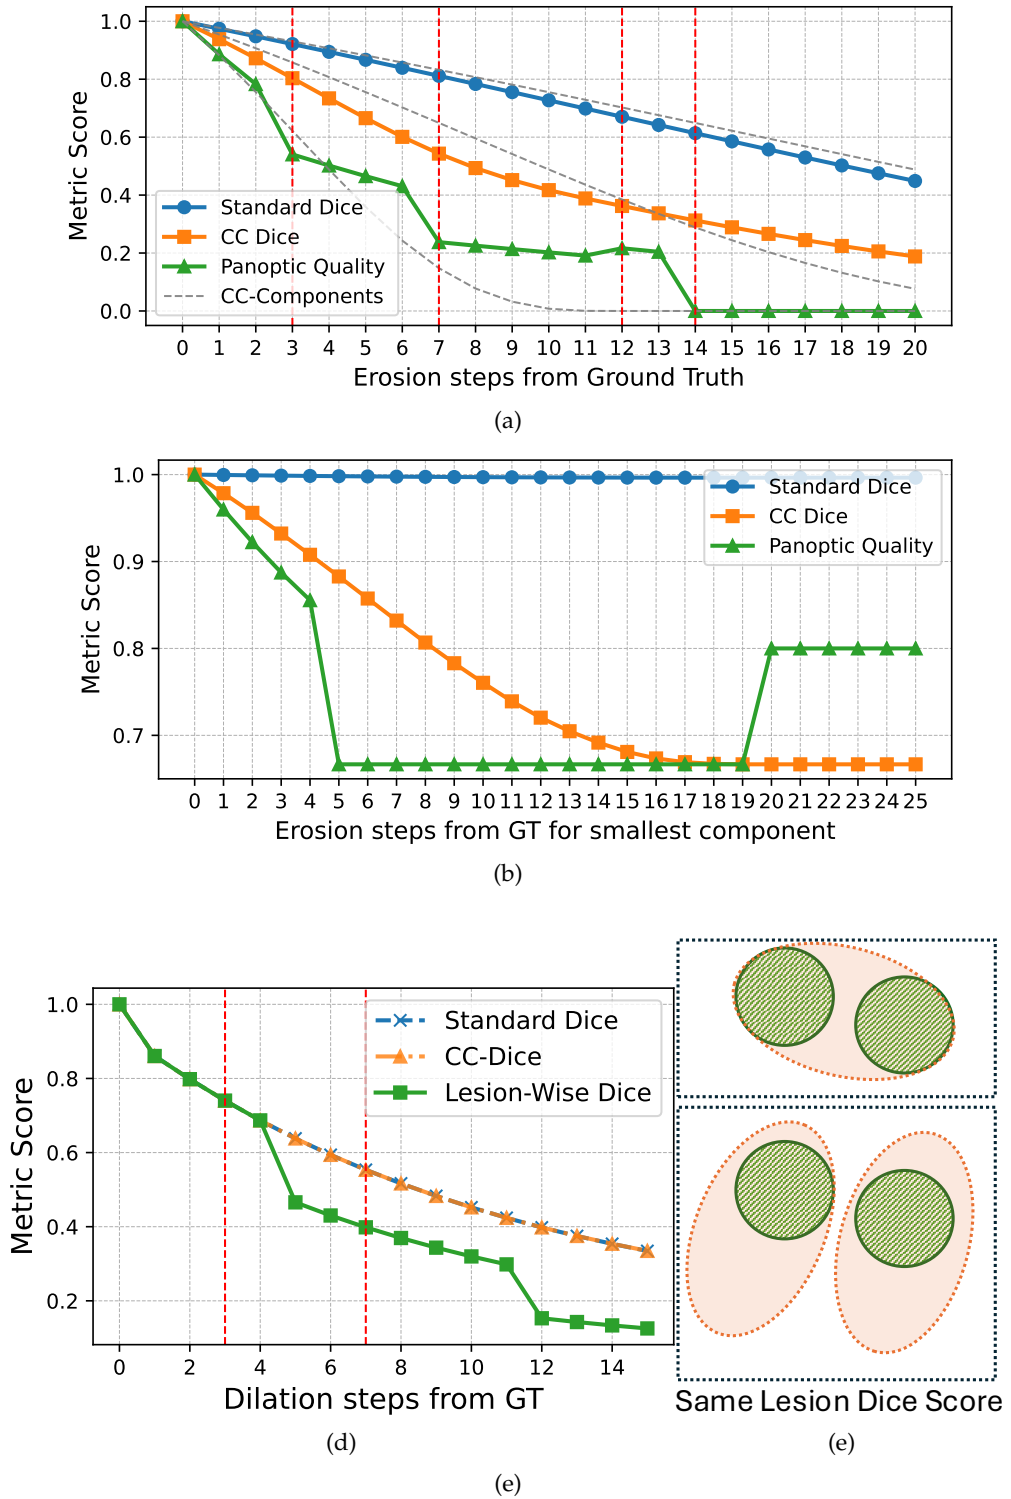 1.0
0.8
0.6
0.4
0.2
0.0
Metric Score
Standard Dice
CC Dice
Panoptic Quality
CC-Components
0 1 2 3 4 5 6 7 8 9 10 11 12 13 14 15 16 17 18 19 20
Erosion steps from Ground Truth
(a)
1.0
0.9
0.8
0.7
Metric Score
Standard Dice
CC Dice
Panoptic Quality
0 1 2 3 4 5 6 7 8 9 10 11 12 13 14 15 16 17 18 19 20 21 22 23 24 25
Erosion steps from GT for smallest component
(b)
1.0
0.8
0.6
0.4
0.2
Metric Score
Standard Dice
CC-Dice
Lesion-Wise Dice
0 2 4 6 8 10 12 14
Dilation steps from GT
(d)
Same Lesion Dice Score
(e)
(e)